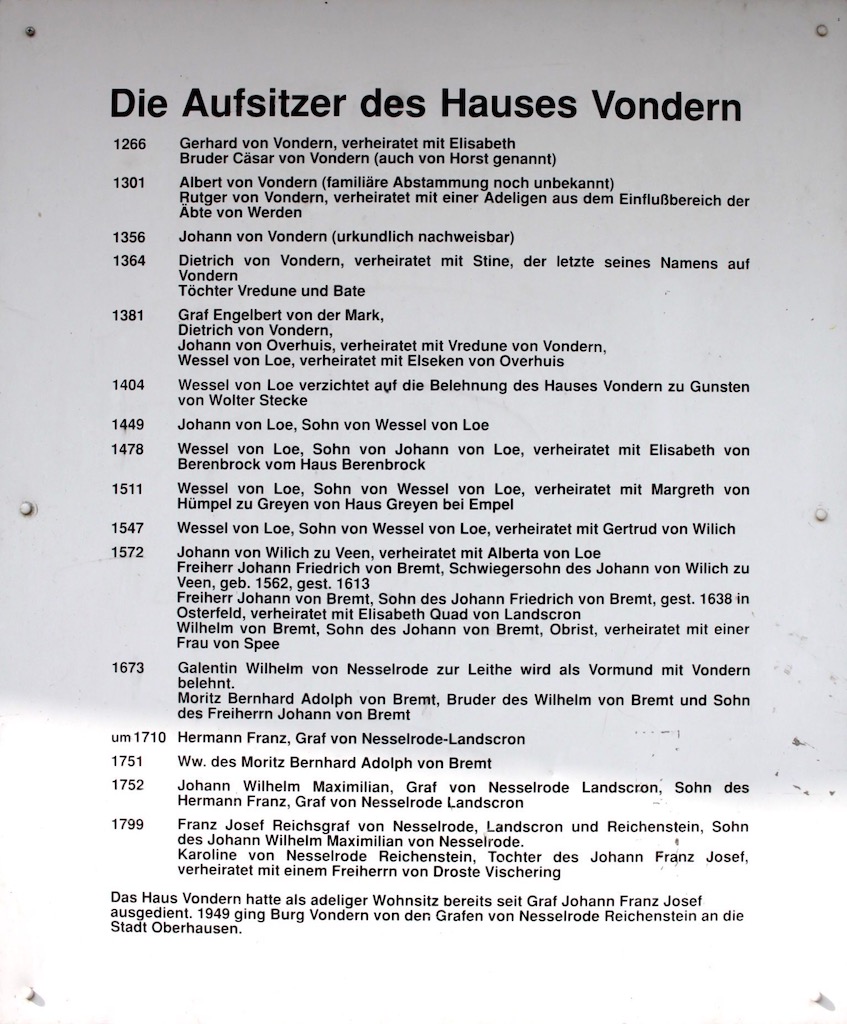 Die Aufsitzer des Hauses Vondern
1266 Gerhard von Vondern, verheiratet mit Elisabeth
Bruder Cäsar von Vondern (auch von Horst genannt)
1301 Albert von Vondern (familiäre Abstammung noch unbekannt)
Rutger von Vondern, verheiratet mit einer Adeligen aus dem Einflußbereich der
Äbte von Werden
1356 Johann von Vondern (urkundlich nachweisbar)
1364 Dietrich von Vondern, verheiratet mit Stine, der letzte seines Namens auf
Vondern
Töchter Vredune und Bate
1381 Graf Engelbert von der Mark,
Dietrich von Vondern,
Johann von Overhuis, verheiratet mit Vredune von Vondern,
Wessel von Loe, verheiratet mit Elseken von Overhuis
1404 Wessel von Loe verzichtet auf die Belehnung des Hauses Vondern zu Gunsten
von Wolter Stecke
1449 Johann von Loe, Sohn von Wessel von Loe
1478 Wessel von Loe, Sohn von Johann von Loe, verheiratet mit Elisabeth von
Berenbrock vom Haus Berenbrock
1511 Wessel von Loe, Sohn von Wessel von Loe, verheiratet mit Margreth von
Hümpel zu Greyen von Haus Greyen bei Empel
1547 Wessel von Loe, Sohn von Wessel von Loe, verheiratet mit Gertrud von Wilich
1572 Johann von Wilich zu Veen, verheiratet mit Alberta von Loe
Freiherr Johann Friedrich von Bremt, Schwiegersohn des Johann von Wilich zu
Veen, geb. 1562, gest. 1613
Freiherr Johann von Bremt, Sohn des Johann Friedrich von Bremt, gest. 1638 in
Osterfeld, verheiratet mit Elisabeth Quad von Landscron
Wilhelm von Bremt, Sohn des Johann von Bremt, Obrist, verheiratet mit einer
Frau von Spee
1673 Galentin Wilhelm von Nesselrode zur Leithe wird als Vormund mit Vondern
belehnt.
Moritz Bernhard Adolph von Bremt, Bruder des Wilhelm von Bremt und Sohn
des Freiherrn Johann von Bremt
um 1710 Hermann Franz, Graf von Nesselrode-Landscron
1751 Ww. des Moritz Bernhard Adolph von Bremt
1752 Johann Wilhelm Maximilian, Graf von Nesselrode Landscron, Sohn des
Hermann Franz, Graf von Nesselrode Landscron
1799 Franz Josef Reichsgraf von Nesselrode, Landscron und Reichenstein, Sohn
des Johann Wilhelm Maximilian von Nesselrode.
Karoline von Nesselrode Reichenstein, Tochter des Johann Franz Josef,
verheiratet mit einem Freiherrn von Droste Vischering
Das Haus Vondern hatte als adeliger Wohnsitz bereits seit Graf Johann Franz Josef
ausgedient. 1949 ging Burg Vondern von den Grafen von Nesselrode Reichenstein an die
Stadt Oberhausen.